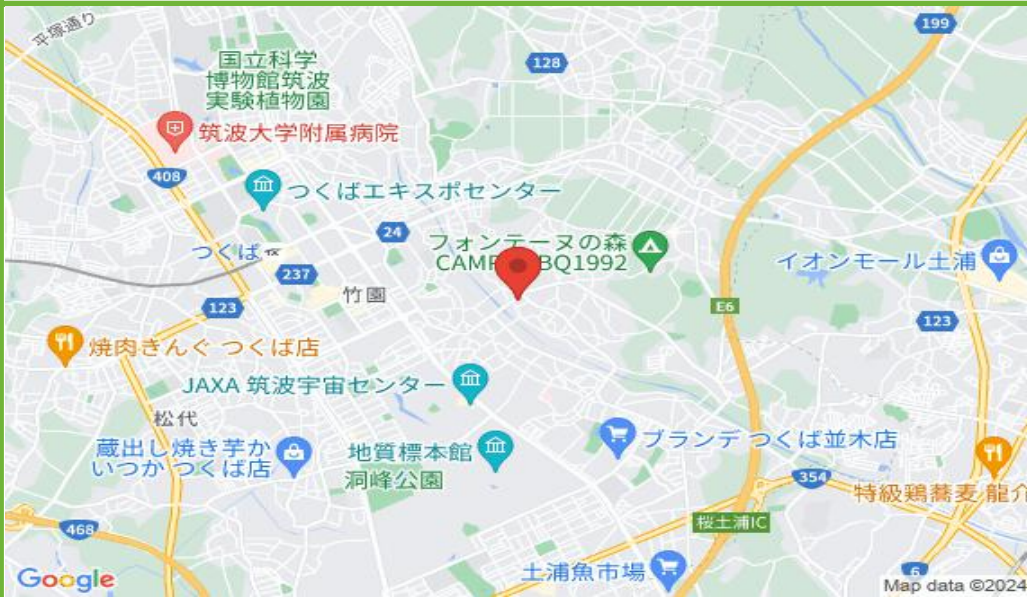 平塚通り
199
国立科学
博物館筑波
実験植物園
128
筑波大学附属病院
408
つくばエキスポセンター
24
フォンテーヌの森
CAMP
BQ1992
つくば
イオンモール土浦
237
竹園
E6
123
123
焼肉きんぐ つくば店
JAXA 筑波宇宙センター
松代
蔵出し焼き芋か
いつか つくば店
地質標本館
洞峰公園
ブランデ つくば並木店
354
特級鶏蕎麦 龍介
468
桜土浦IC
土浦魚市場
6
Google
Map data ©2024